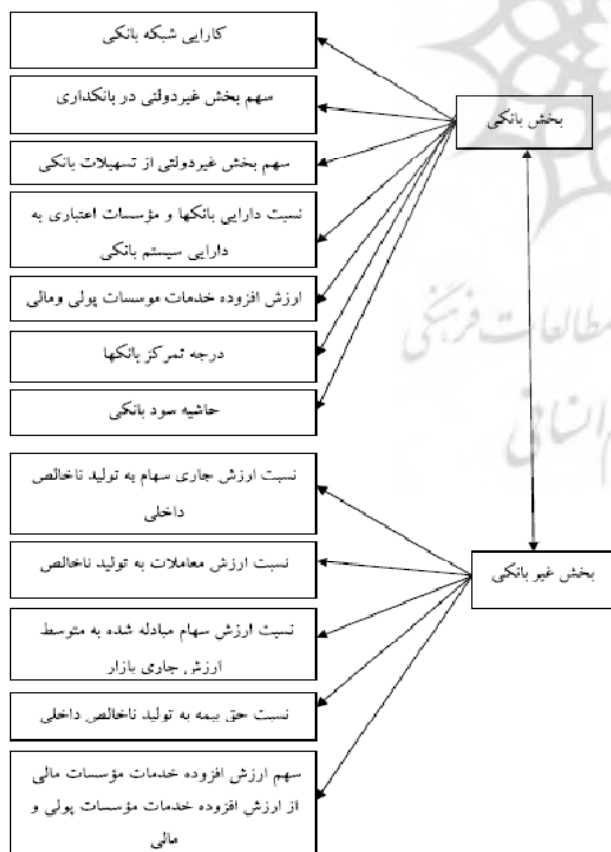 کارایی شبکه بانکی
سهم بخش غیردولتی در بانکداری
بخش بانکی
سهم بخش غیردولتی از تسهیلات بانکی
نسبت دارایی بانکها و مؤسسات اعتباری به
دارایی سیستم بانکی
ارزش افزوده خدمات موسسات پولی ومالی
درجه تمرکز بانکها
حاشیه سود بانکی
مطالعات فرهنگی
انسانی
نسبت ارزش جاری سهام به تولید ناخالص
داخلی
نسبت ارزش معاملات به تولید ناخالص
بخش غیر بانکی
نسبت ارزش سهام مبادله شده به متوسط
ارزش جاری بازار
نسبت حق بیمه به تولید ناخالص داخلی
سهم ارزش افزوده خدمات مؤسسات مالی
از ارزش افزوده خدمات مؤسسات پولی و
مالی